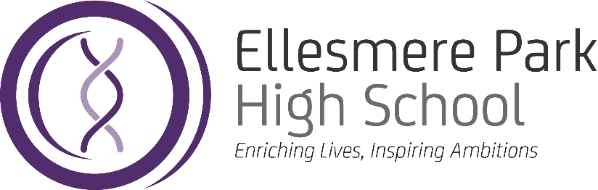 Ellesmere Park
High School
Enriching Lives, Inspiring Ambitions